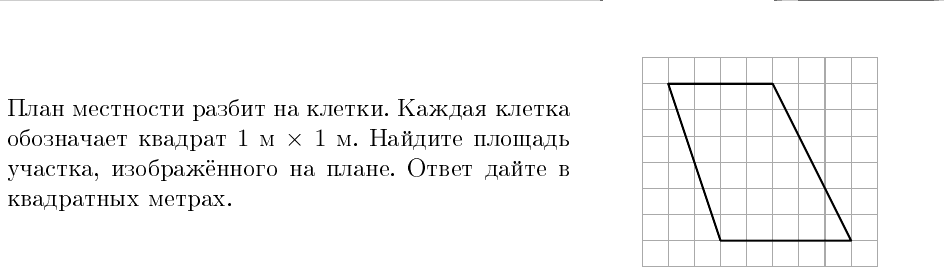 План местности разбит на клетки. Каждая клетка
обозначает квадрат 1 м × 1 м. Найдите площадь
участка, изображённого на плане. Ответ дайте в
квадратных метрах.